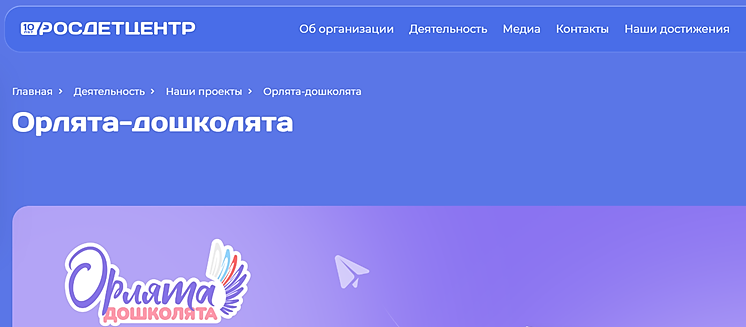 10 ЛЕТ РОСДЕТЦЕНТР Об организации Деятельность Медиа Контакты Наши достижения
Главная › Деятельность › Наши проекты › Орлята-дошколята
Орлята-дошколята
Орлята
ДОШКОЛЯТА